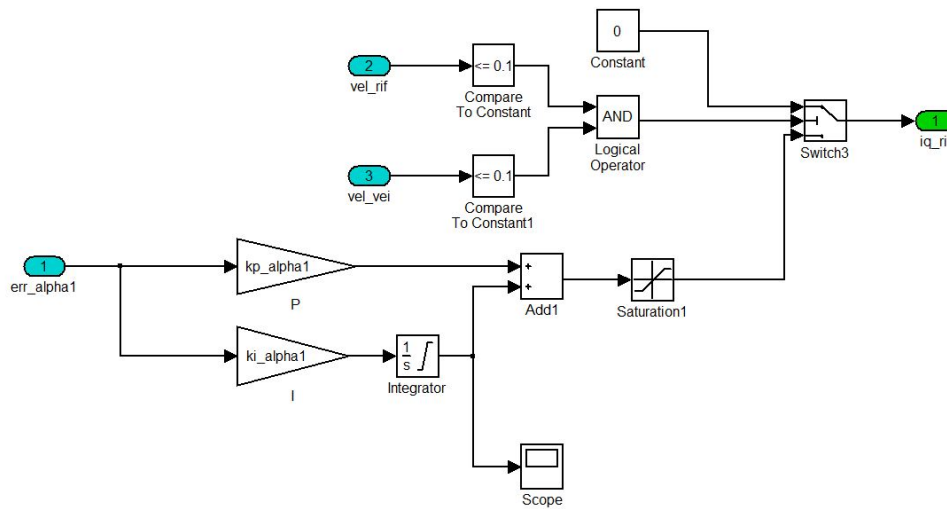 0
Constant
2
vel_rif
<= 0.1
Compare
To Constant
AND
Logical
Operator
Switch3
1
iq_ri
3
vel_vei
<= 0.1
Compare
To Constant1
1
err_alpha1
kp_alpha1
P
+
+
Add1
Saturation1
ki_alpha1
I
1
s
Integrator
Scope